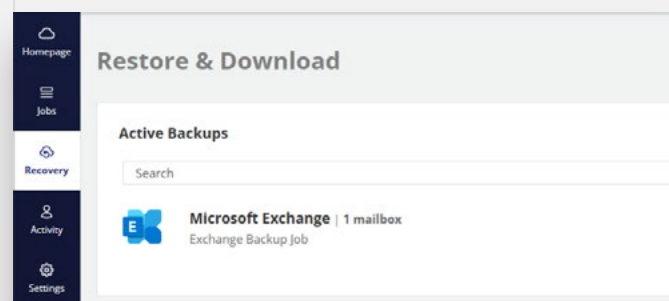 Homepage
Jobs
Recovery
Activity
Settings
Restore & Download
Active Backups
Search
E
Microsoft Exchange | 1 mailbox
Exchange Backup Job